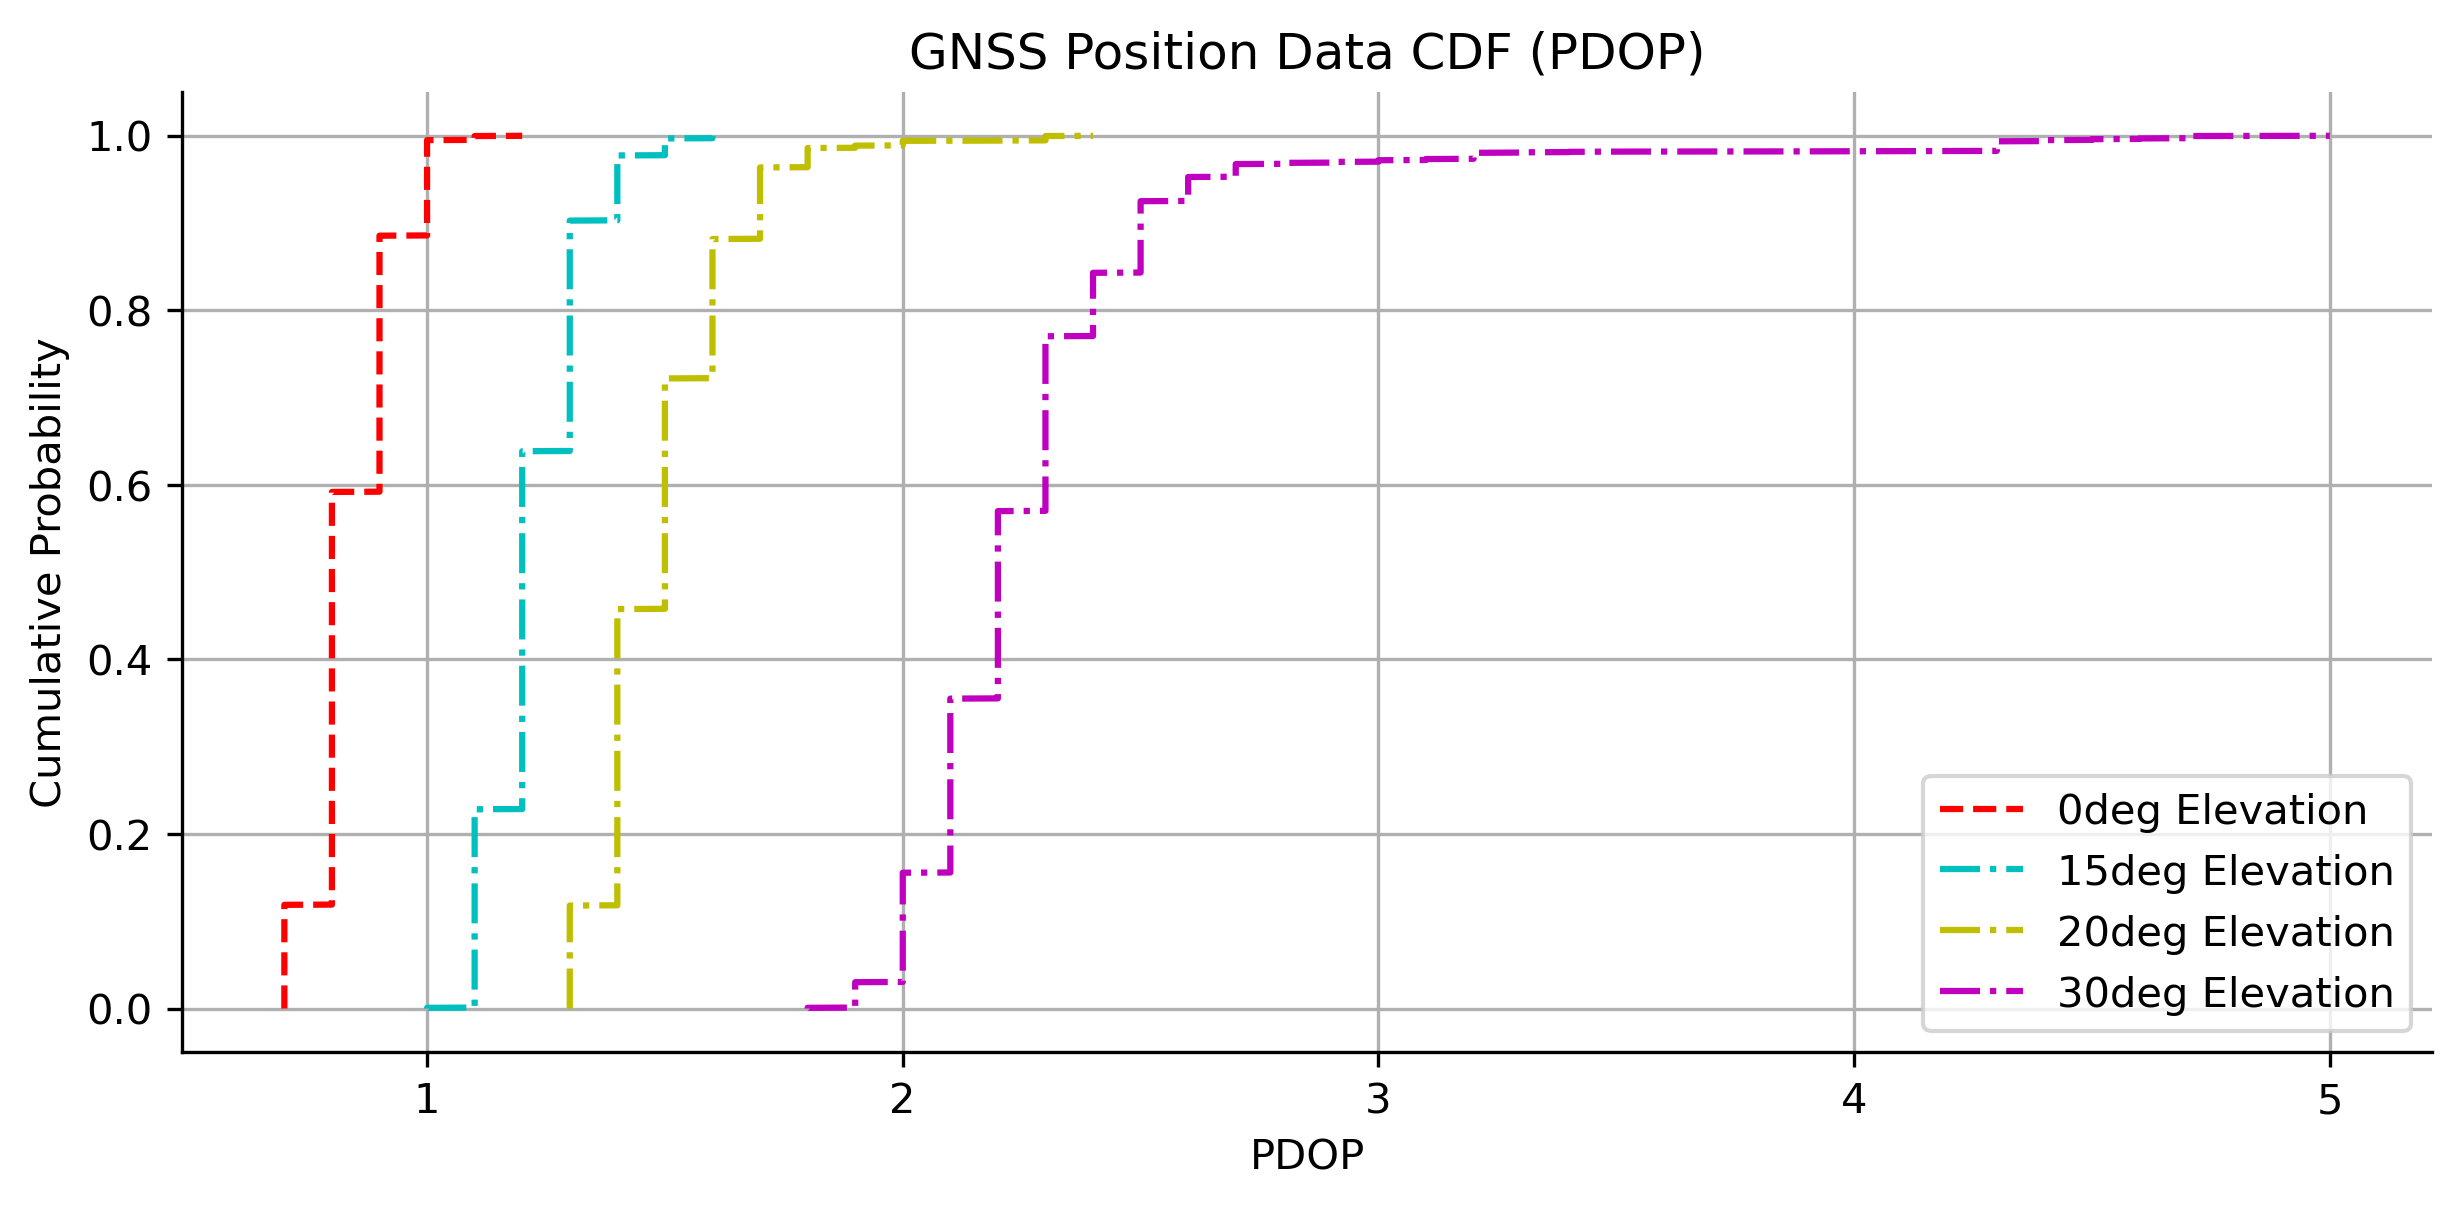 GNSS Position Data CDF (PDOP)
1.0
0.8
0.6
0.4
0.2
0.0
Cumulative Probability
1 2 3 4 5
PDOP
0deg Elevation
15deg Elevation
20deg Elevation
30deg Elevation